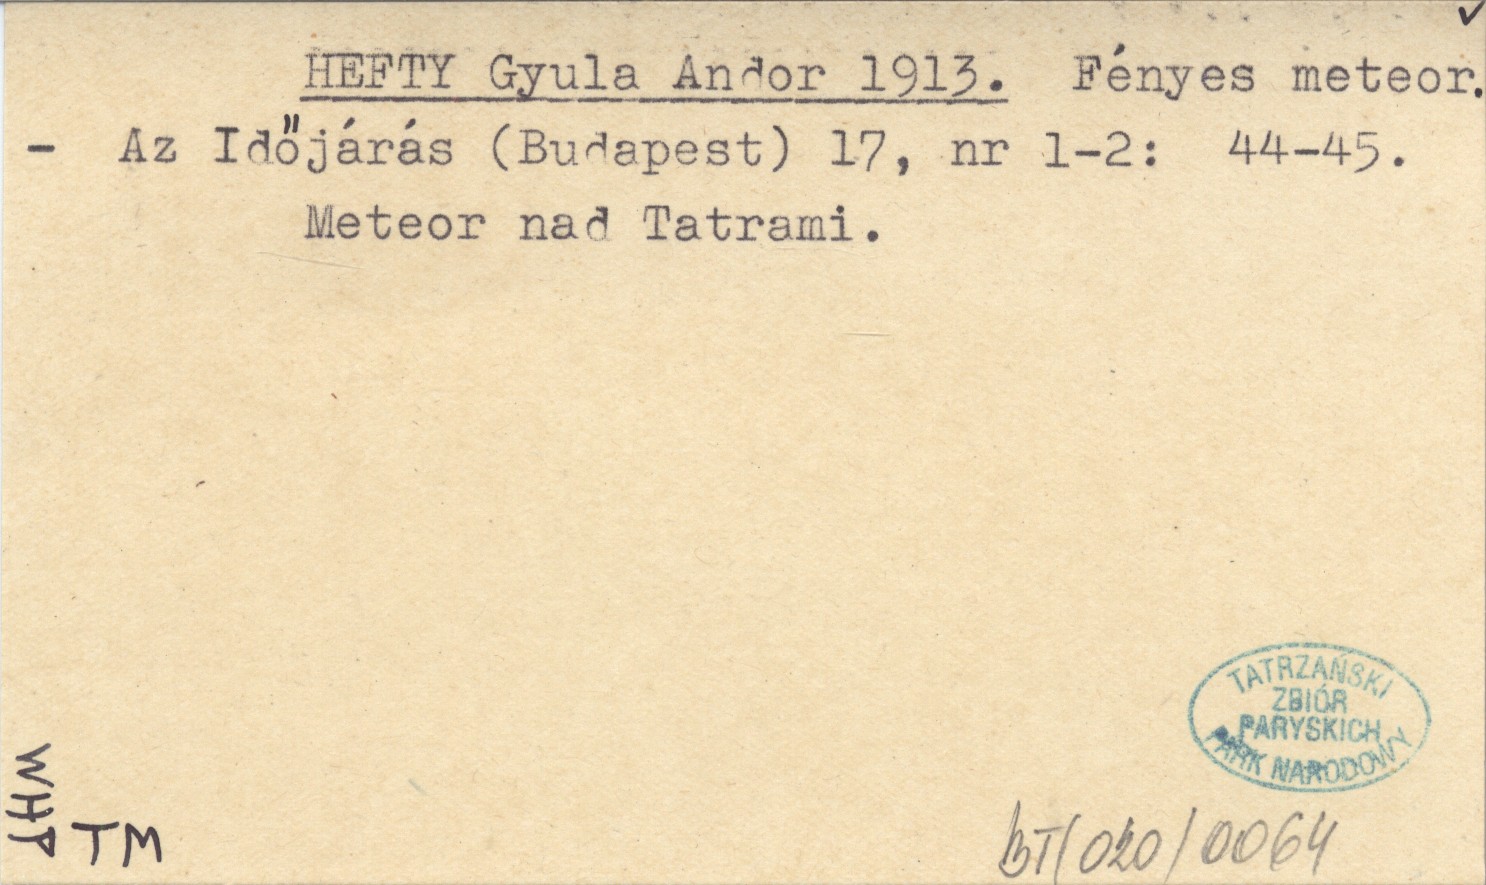 HEFTY Gyula Andor 1913. Fényes meteor.
- Az Időjárás (Budapest) 17, nr 1-2: 44-45.
Meteor nad Tatrami.
TATRZAŃSKI
ZBIÓR
PARYSKICH
PARK NARODOWY
WHP
TM
BT/020/0064